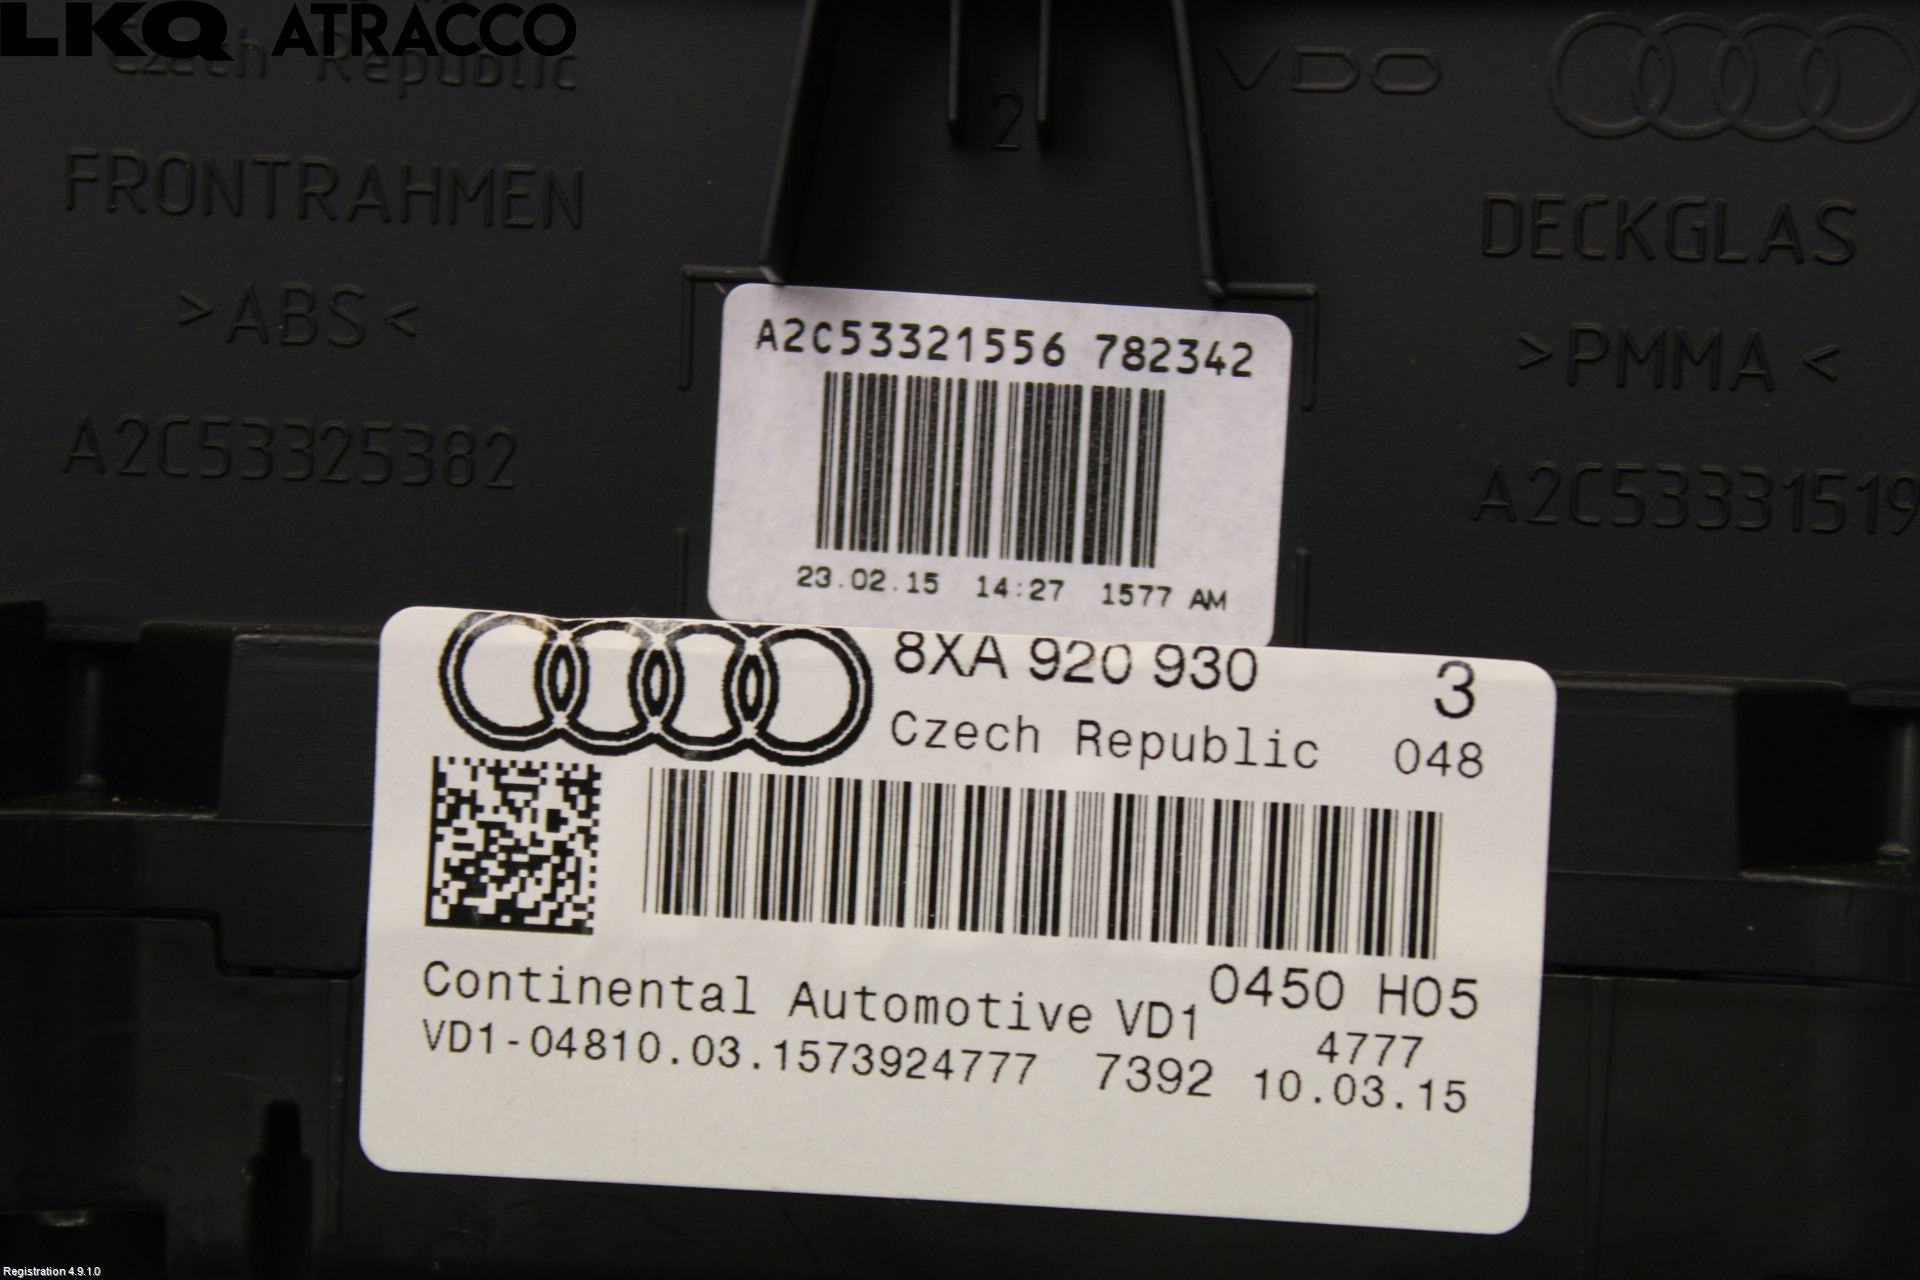 LKQ ATRACCO
Czech Republic
VDO
2
FRONTRAHMEN
>ABS<
A2C53325382
DECKGLAS
>PMMA<
A2C53331519
A2C53321556 782342
23.02.15 14:27 1577 AM
8XA 920 930 3
Czech Republic 048
Continental Automotive VD1 0450 H05
4777
VD1-04810.03.1573924777 7392 10.03.15
Registration 4.9.1.0